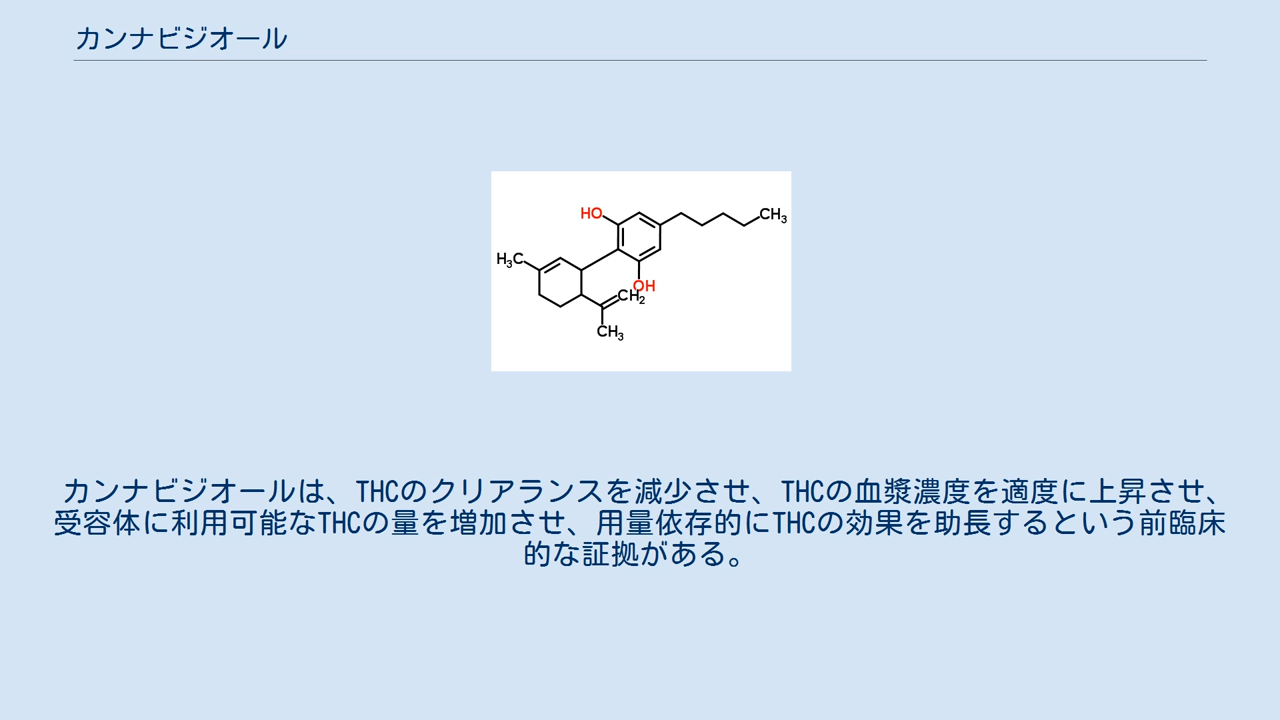 カンナビジオール
HO
CH3
H3C
OH
CH2
CH3
カンナビジオールは、THCのクリアランスを減少させ、THCの血漿濃度を適度に上昇させ、
受容体に利用可能なTHCの量を増加させ、用量依存的にTHCの効果を助長するという前臨床
的な証拠がある。